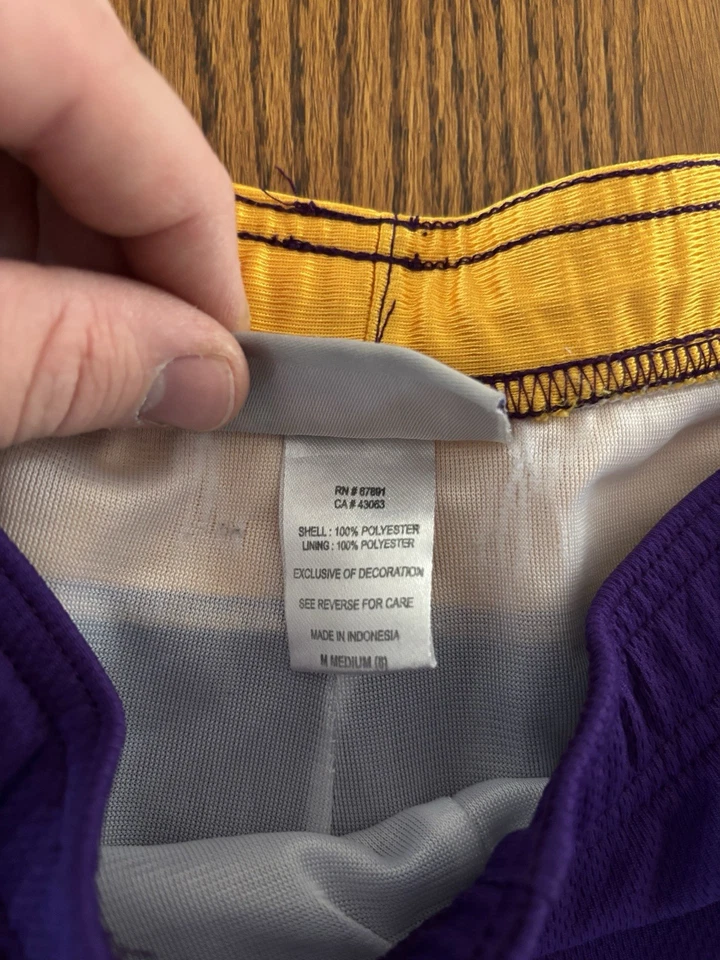 RN # 67891
CA # 43063
SHELL : 100% POLYESTER
LINING : 100% POLYESTER
EXCLUSIVE OF DECORATION
SEE REVERSE FOR CARE
MADE IN INDONESIA
M MEDIUM (8)